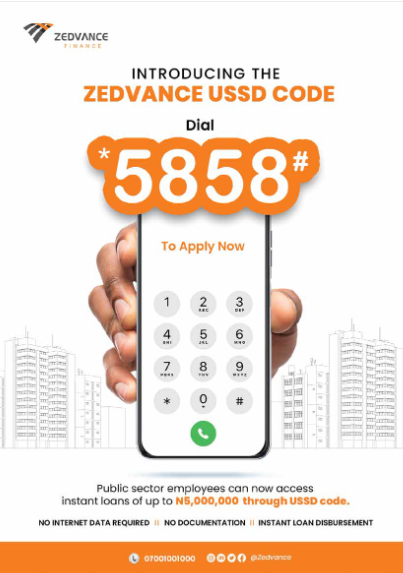 ZEDVANCE
FINANCE
INTRODUCING THE
ZEDVANCE USSD CODE
Dial
*5858#
To Apply Now
1 2 ABC 3 DEF
4 GHI 5 JKL 6 MNO
7 PQRS 8 TUV 9 WXYZ
* 0 #
Public sector employees can now access
instant loans of up to N5,000,000 through USSD code.
NO INTERNET DATA REQUIRED || NO DOCUMENTATION || INSTANT LOAN DISBURSEMENT
07001001000 @Zedvance